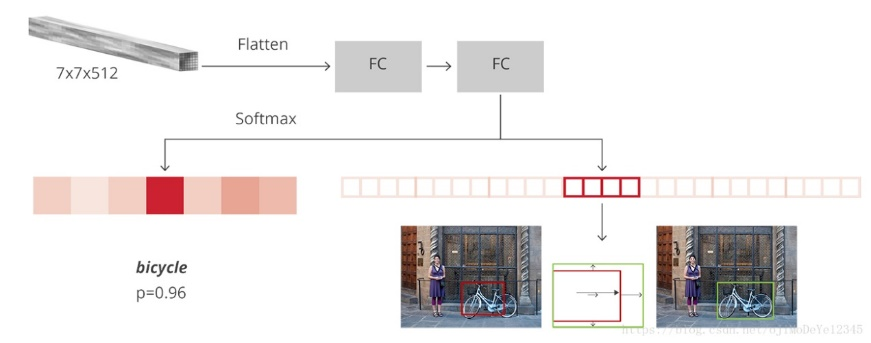 Flatten
7x7x512
FC
FC
Softmax
bicycle
p=0.96